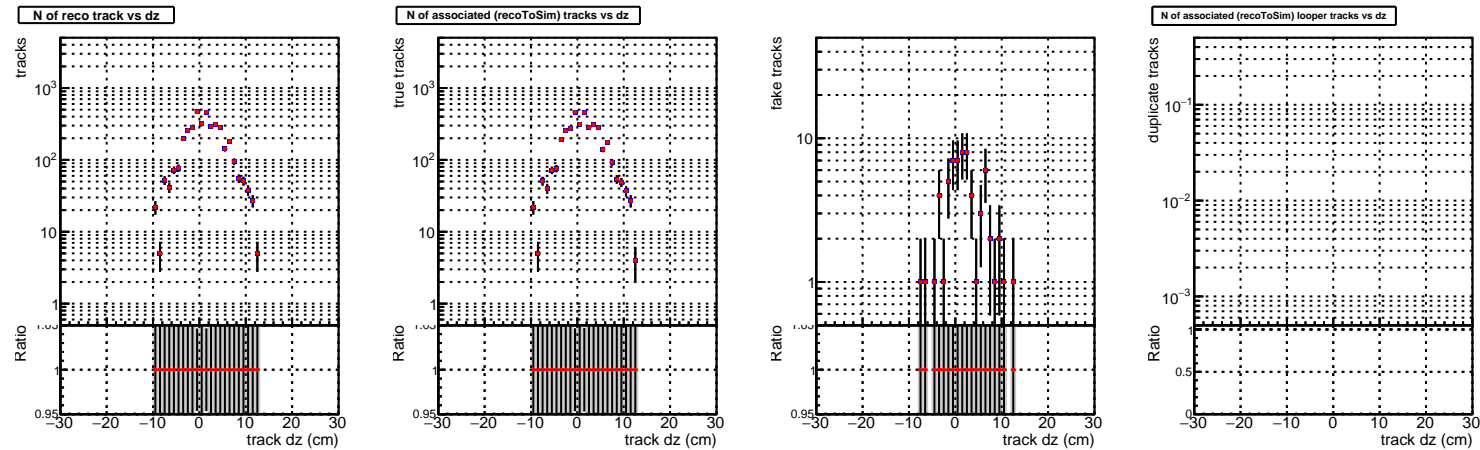 N of reco track vs dz
tracks
10³
10²
10
1
Ratio
1
0.95
−30 −20 −10 0 10 20 30
track dz (cm)
N of associated (recoToSim) tracks vs dz
true tracks
10³
10²
10
1
Ratio
1
0.95
−30 −20 −10 0 10 20 30
track dz (cm)
fake tracks
10
1
Ratio
1
0.95
−30 −20 −10 0 10 20 30
track dz (cm)
N of associated (recoToSim) looper tracks vs dz
duplicate tracks
10⁻¹
10⁻²
10⁻³
Ratio
1
0.5
0
−30 −20 −10 0 10 20 30
track dz (cm)